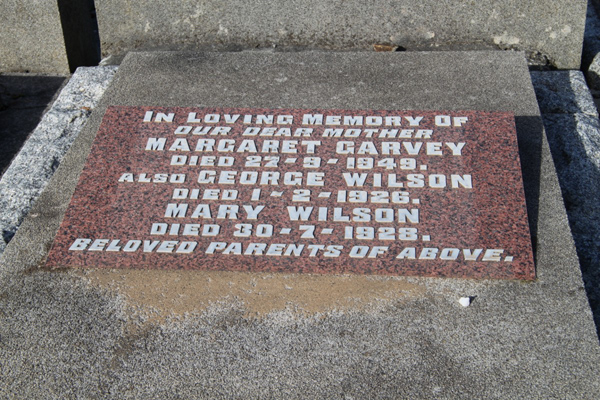 IN LOVING MEMORY OF
OUR DEAR MOTHER
MARGARET GARVEY
DIED 22-9-1949.
ALSO GEORGE WILSON
DIED 1-2-1926.
MARY WILSON
DIED 30-7-1928.
BELOVED PARENTS OF ABOVE.